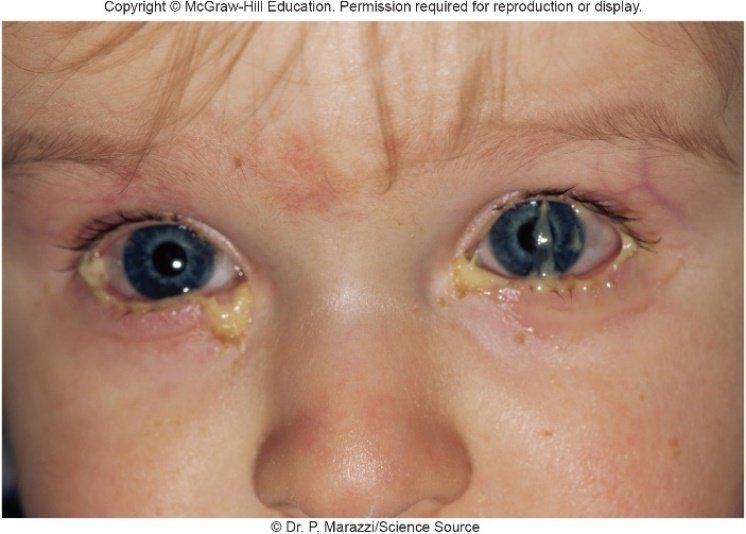 Copyright © McGraw-Hill Education. Permission required for reproduction or display.
© Dr. P. Marazzi/Science Source